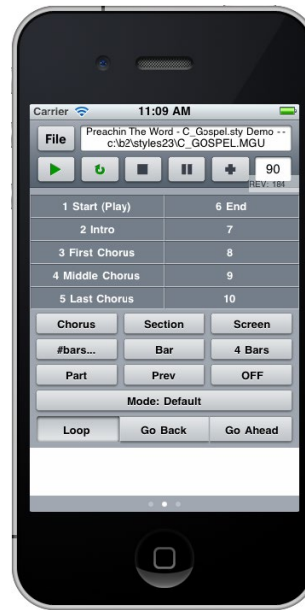 Carrier 11:09 AM
File Preachin The Word - C_Gospel.sty Demo --
c:\b2\styles23\C_GOSPEL.MGU
90
REV: 184
1 Start (Play) 6 End
2 Intro 7
3 First Chorus 8
4 Middle Chorus 9
5 Last Chorus 10
Chorus Section Screen
#bars... Bar 4 Bars
Part Prev OFF
Mode: Default
Loop Go Back Go Ahead